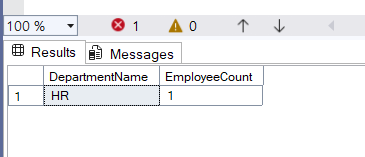 100 % 1 0
Results Messages
DepartmentName EmployeeCount
1 HR 1